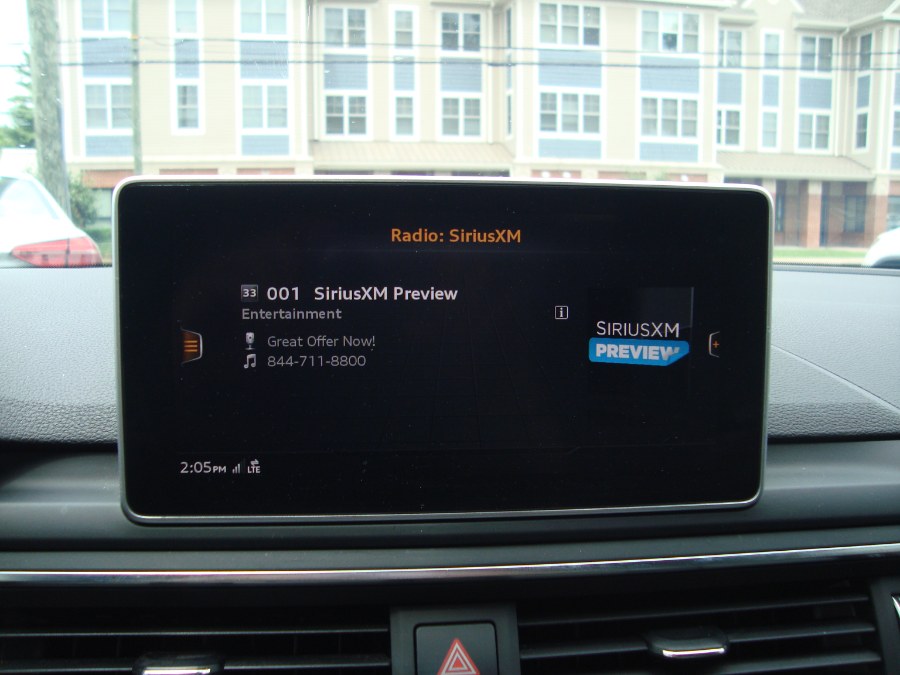 Radio: SiriusXM
33 001 SiriusXM Preview
Entertainment
Great Offer Now!
844-711-8800
SIRIUSXM
PREVIEW
2:05PM LTE